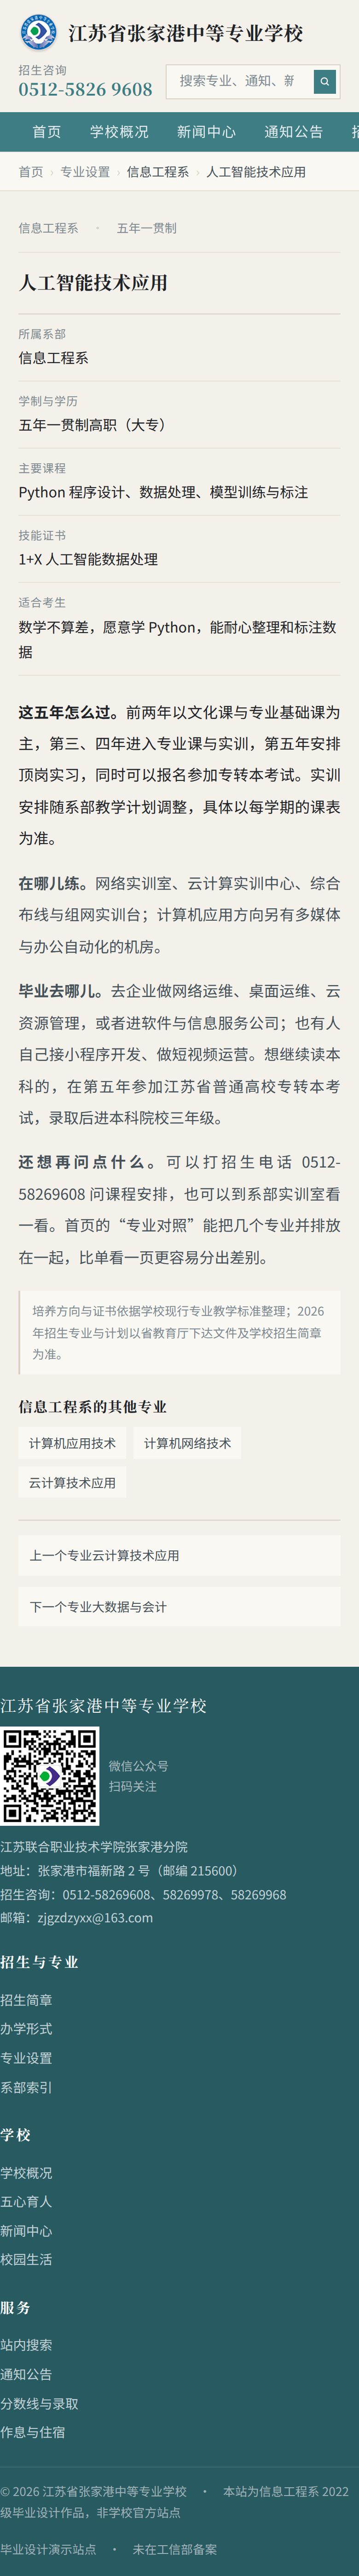 江苏省张家港中等专业学校
招生咨询
0512-5826 9608
搜索专业、通知、新
首页 学校概况 新闻中心 通知公告
首页 › 专业设置 › 信息工程系 › 人工智能技术应用
信息工程系 · 五年一贯制
人工智能技术应用
所属系部
信息工程系
学制与学历
五年一贯制高职（大专）
主要课程
Python 程序设计、数据处理、模型训练与标注
技能证书
1+X 人工智能数据处理
适合考生
数学不算差，愿意学 Python，能耐心整理和标注数
据
这五年怎么过。前两年以文化课与专业基础课为
主，第三、四年进入专业课与实训，第五年安排
顶岗实习，同时可以报名参加专转本考试。实训
安排随系部教学计划调整，具体以每学期的课表
为准。
在哪儿练。网络实训室、云计算实训中心、综合
布线与组网实训台；计算机应用方向另有多媒体
与办公自动化的机房。
毕业去哪儿。去企业做网络运维、桌面运维、云
资源管理，或者进软件与信息服务公司；也有人
自己接小程序开发、做短视频运营。想继续读本
科的，在第五年参加江苏省普通高校专转本考
试，录取后进本科院校三年级。
还想再问点什么。可以打招生电话 0512-
58269608 问课程安排，也可以到系部实训室看
一看。首页的“专业对照”能把几个专业并排放
在一起，比单看一页更容易分出差别。
培养方向与证书依据学校现行专业教学标准整理；2026
年招生专业与计划以省教育厅下达文件及学校招生简章
为准。
信息工程系的其他专业
计算机应用技术 计算机网络技术
云计算技术应用
上一个专业云计算技术应用
下一个专业大数据与会计
江苏省张家港中等专业学校
微信公众号
扫码关注
江苏联合职业技术学院张家港分院
地址：张家港市福新路 2 号（邮编 215600）
招生咨询：0512-58269608、58269978、58269968
邮箱：zjgzdzyxx@163.com
招生与专业
招生简章
办学形式
专业设置
系部索引
学校
学校概况
五心育人
新闻中心
校园生活
服务
站内搜索
通知公告
分数线与录取
作息与住宿
© 2026 江苏省张家港中等专业学校 · 本站为信息工程系 2022
级毕业设计作品，非学校官方站点
毕业设计演示站点 · 未在工信部备案